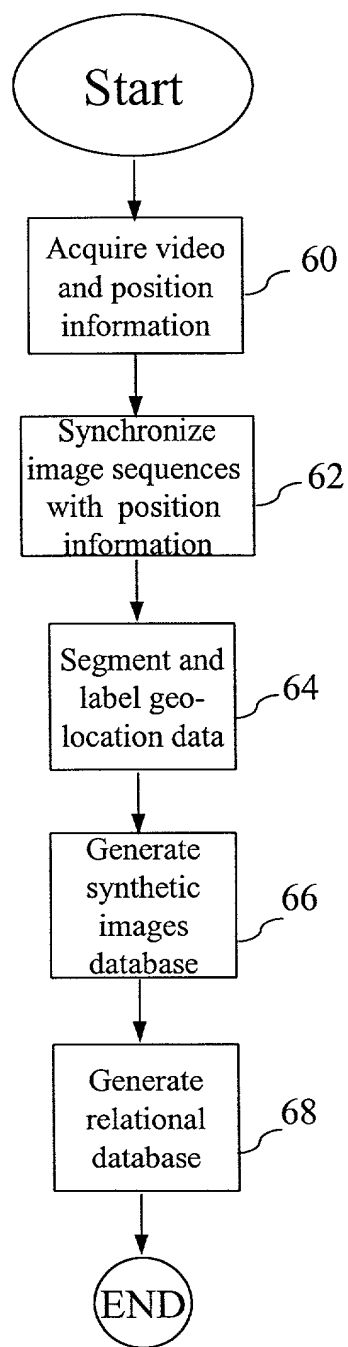 Start
Acquire video
and position
information
60
Synchronize
image sequences
with position
information
62
Segment and
label geo-
location data
64
Generate
synthetic
images
database
66
Generate
relational
database
68
END